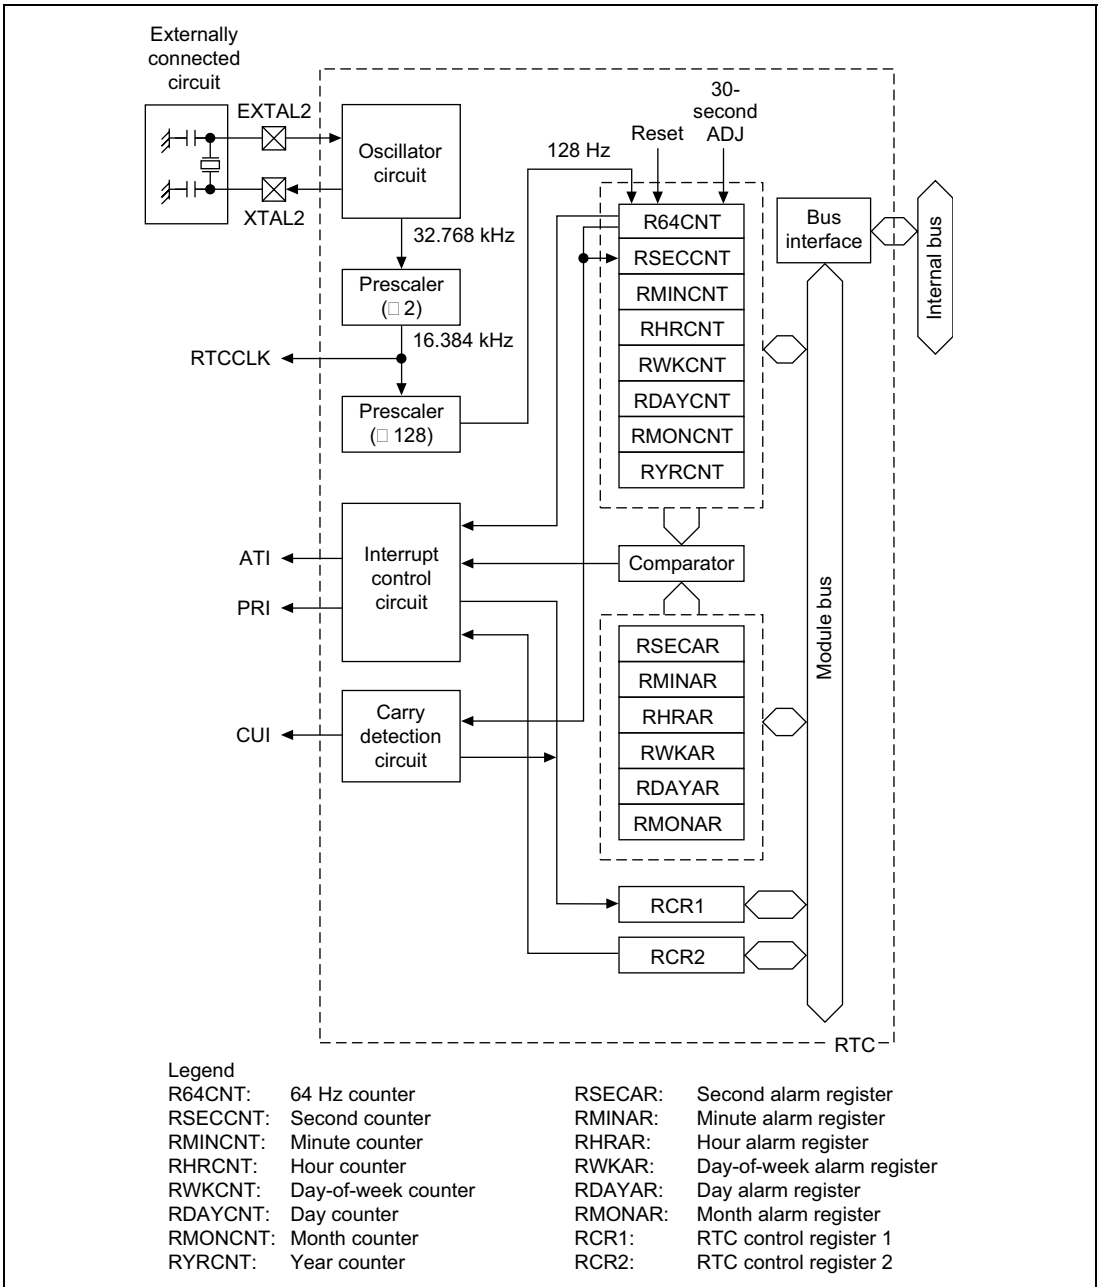 Externally
connected
circuit
EXTAL2
XTAL2
Oscillator
circuit
32.768 kHz
Prescaler
(□ 2)
16.384 kHz
RTCCLK
Prescaler
(□ 128)
128 Hz
Reset
30-
second
ADJ
R64CNT
RSECCNT
RMINCNT
RHRCNT
RWKCNT
RDAYCNT
RMONCNT
RYRCNT
Bus
interface
Internal bus
Module bus
ATI
PRI
Interrupt
control
circuit
Comparator
CUI
Carry
detection
circuit
RSECAR
RMINAR
RHRAR
RWKAR
RDAYAR
RMONAR
RCR1
RCR2
RTC
Legend
R64CNT: 64 Hz counter
RSECCNT: Second counter
RMINCNT: Minute counter
RHRCNT: Hour counter
RWKCNT: Day-of-week counter
RDAYCNT: Day counter
RMONCNT: Month counter
RYRCNT: Year counter
RSECAR: Second alarm register
RMINAR: Minute alarm register
RHRAR: Hour alarm register
RWKAR: Day-of-week alarm register
RDAYAR: Day alarm register
RMONAR: Month alarm register
RCR1: RTC control register 1
RCR2: RTC control register 2